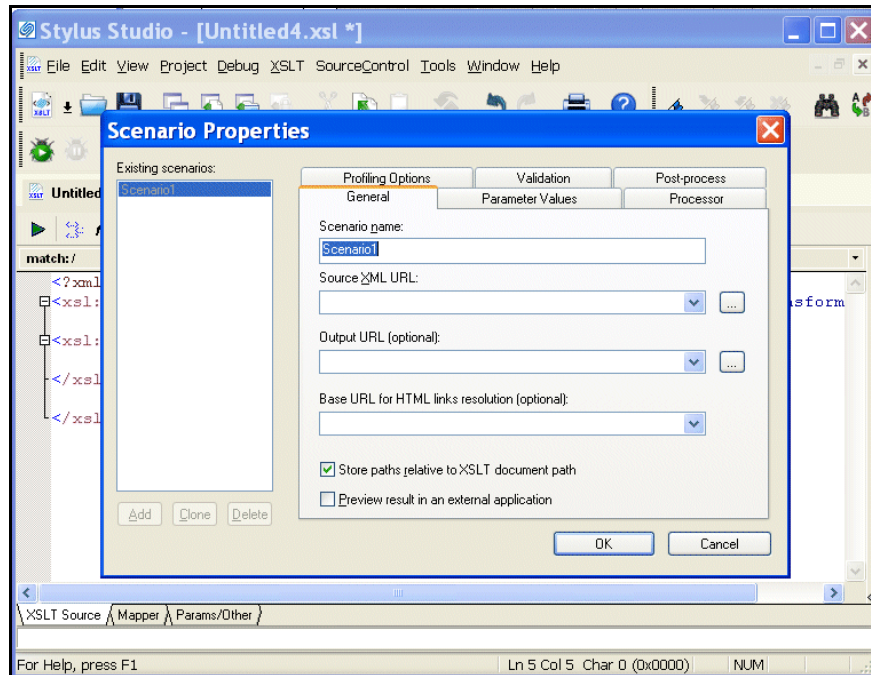 Stylus Studio - [Untitled4.xsl *]
File Edit View Project Debug XSLT SourceControl Tools Window Help
Scenario Properties
Existing scenarios:
Scenario1
Profiling Options Validation Post-process
General Parameter Values Processor
Scenario name:
Scenario1
Source XML URL:
...
Output URL (optional):
...
Base URL for HTML links resolution (optional):
Store paths relative to XSLT document path
Preview result in an external application
Add Clone Delete
OK Cancel
Untitled
match:/
<?xml
<xsl: nsform
<xsl:
</xsl
</xsl
XSLT Source Mapper Params/Other
For Help, press F1 Ln 5 Col 5 Char 0 (0x0000) NUM